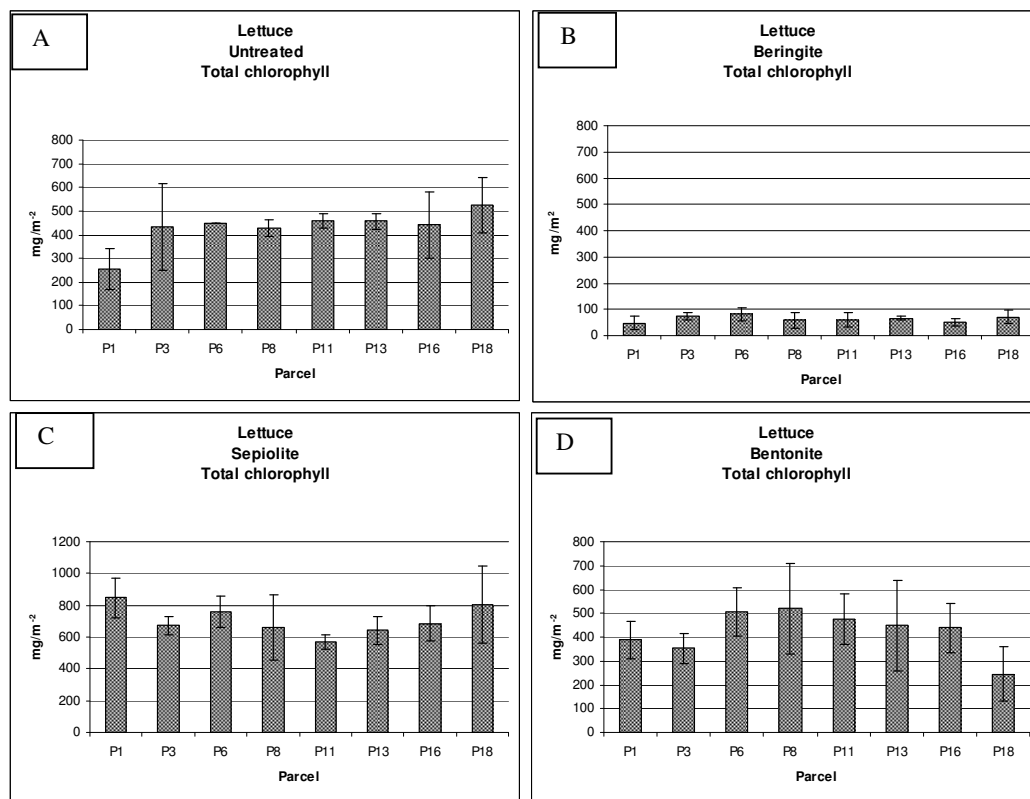 A
Lettuce
Untreated
Total chlorophyll
800
700
600
500
400
300
200
100
0
mg/m⁻²
P1 P3 P6 P8 P11 P13 P16 P18
Parcel
B
Lettuce
Beringite
Total chlorophyll
800
700
600
500
400
300
200
100
0
mg/m²
P1 P3 P6 P8 P11 P13 P16 P18
Parcel
C
Lettuce
Sepiolite
Total chlorophyll
1200
1000
800
600
400
200
0
mg/m⁻²
P1 P3 P6 P8 P11 P13 P16 P18
Parcel
D
Lettuce
Bentonite
Total chlorophyll
800
700
600
500
400
300
200
100
0
mg/m⁻²
P1 P3 P6 P8 P11 P13 P16 P18
Parcel